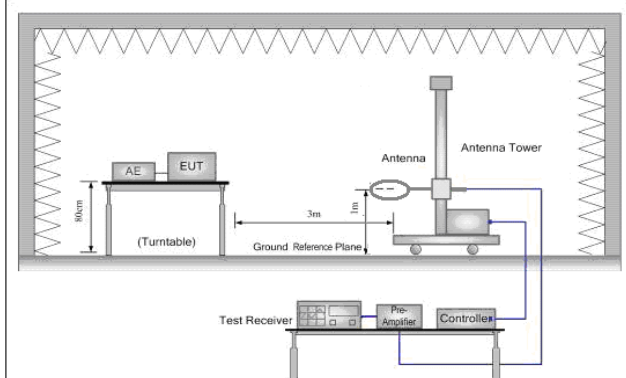 Antenna Tower
Antenna
AE
EUT
80cm
1m
3m
(Turntable)
Ground Reference Plane
Test Receiver
Pre-
Amplifier
Controller